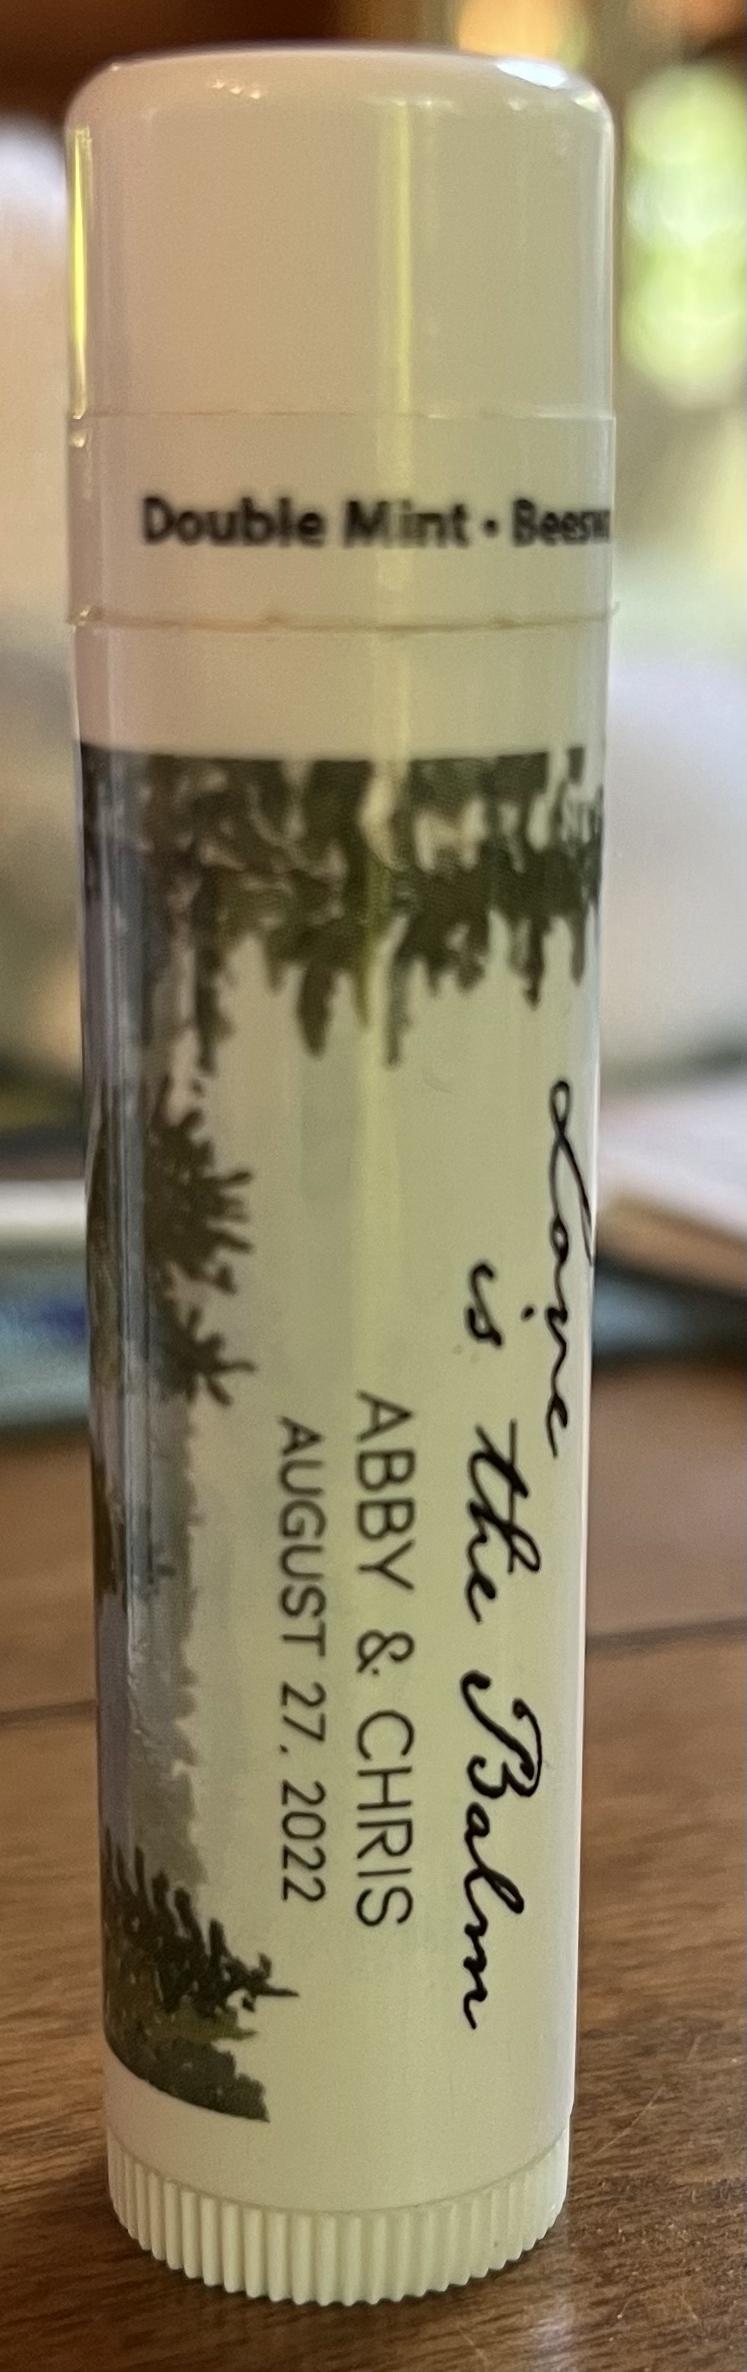 Double Mint •
Love
is the Balm
ABBY & CHRIS
AUGUST 27, 2022